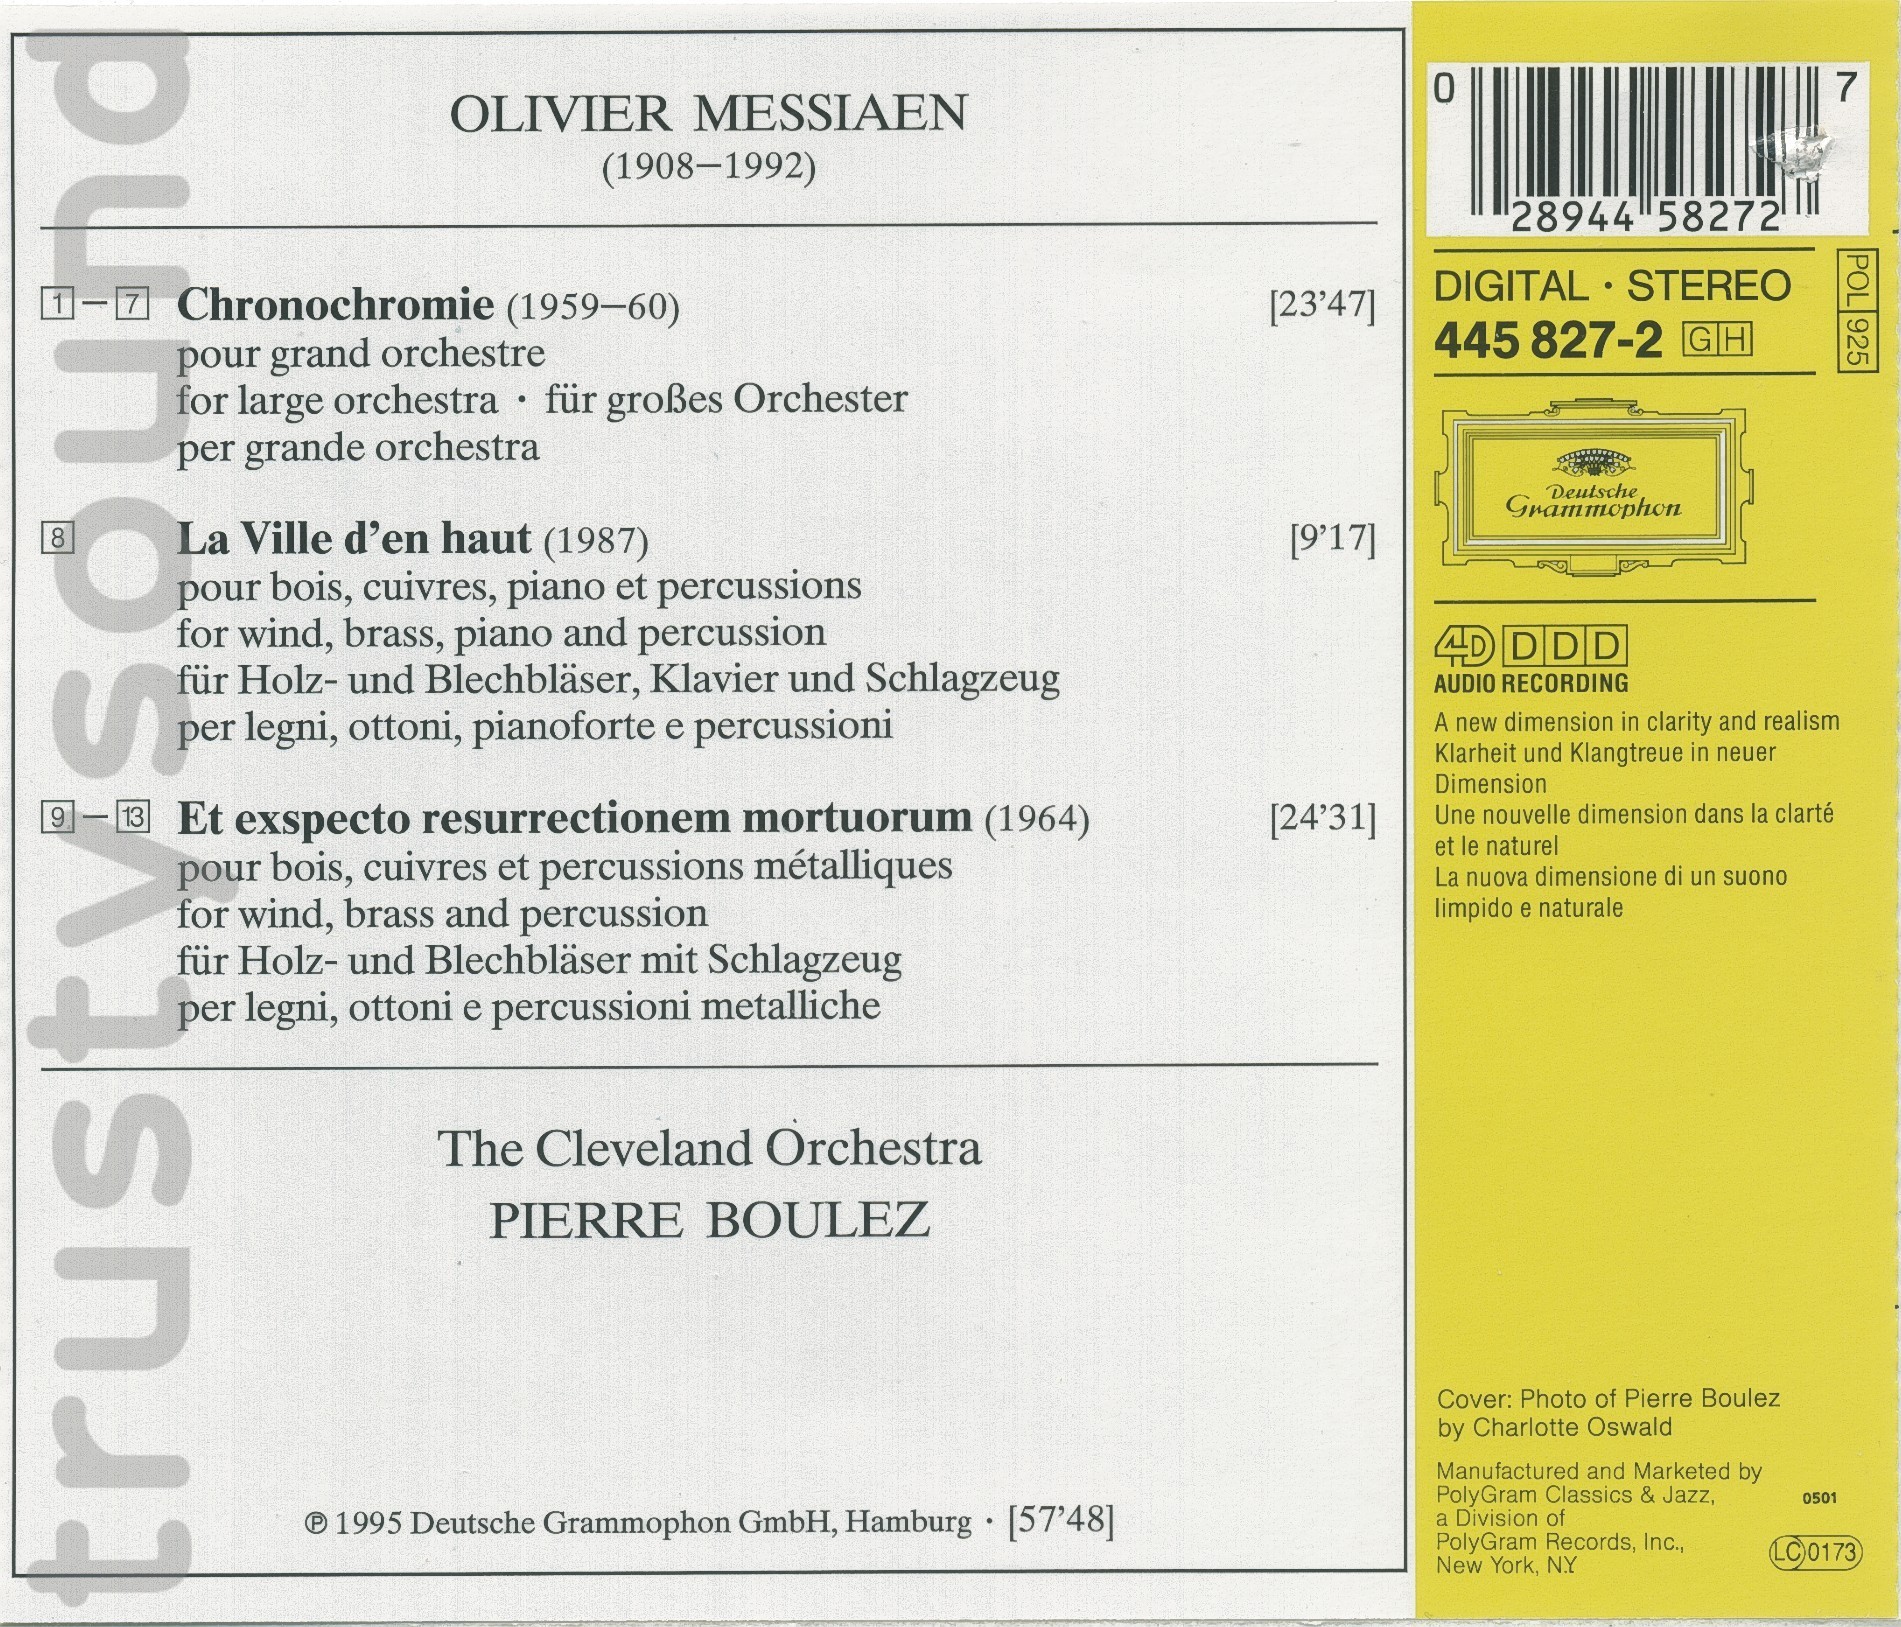 trustysound
OLIVIER MESSIAEN
(1908–1992)
1 – 7 Chronochromie (1959–60) [23’47]
pour grand orchestre
for large orchestra · für großes Orchester
per grande orchestra
8 La Ville d’en haut (1987) [9’17]
pour bois, cuivres, piano et percussions
for wind, brass, piano and percussion
für Holz- und Blechbläser, Klavier und Schlagzeug
per legni, ottoni, pianoforte e percussioni
9 – 13 Et exspecto resurrectionem mortuorum (1964) [24’31]
pour bois, cuivres et percussions métalliques
for wind, brass and percussion
für Holz- und Blechbläser mit Schlagzeug
per legni, ottoni e percussioni metalliche
The Cleveland Orchestra
PIERRE BOULEZ
℗ 1995 Deutsche Grammophon GmbH, Hamburg · [57’48]
0 7
28944 58272
DIGITAL · STEREO
445 827-2 GH
POL 925
Deutsche
Grammophon
4D DDD
AUDIO RECORDING
A new dimension in clarity and realism
Klarheit und Klangtreue in neuer
Dimension
Une nouvelle dimension dans la clarté
et le naturel
La nuova dimensione di un suono
limpido e naturale
Cover: Photo of Pierre Boulez
by Charlotte Oswald
Manufactured and Marketed by
PolyGram Classics & Jazz,
a Division of
PolyGram Records, Inc.,
New York, N.Y.
0501
LC 0173